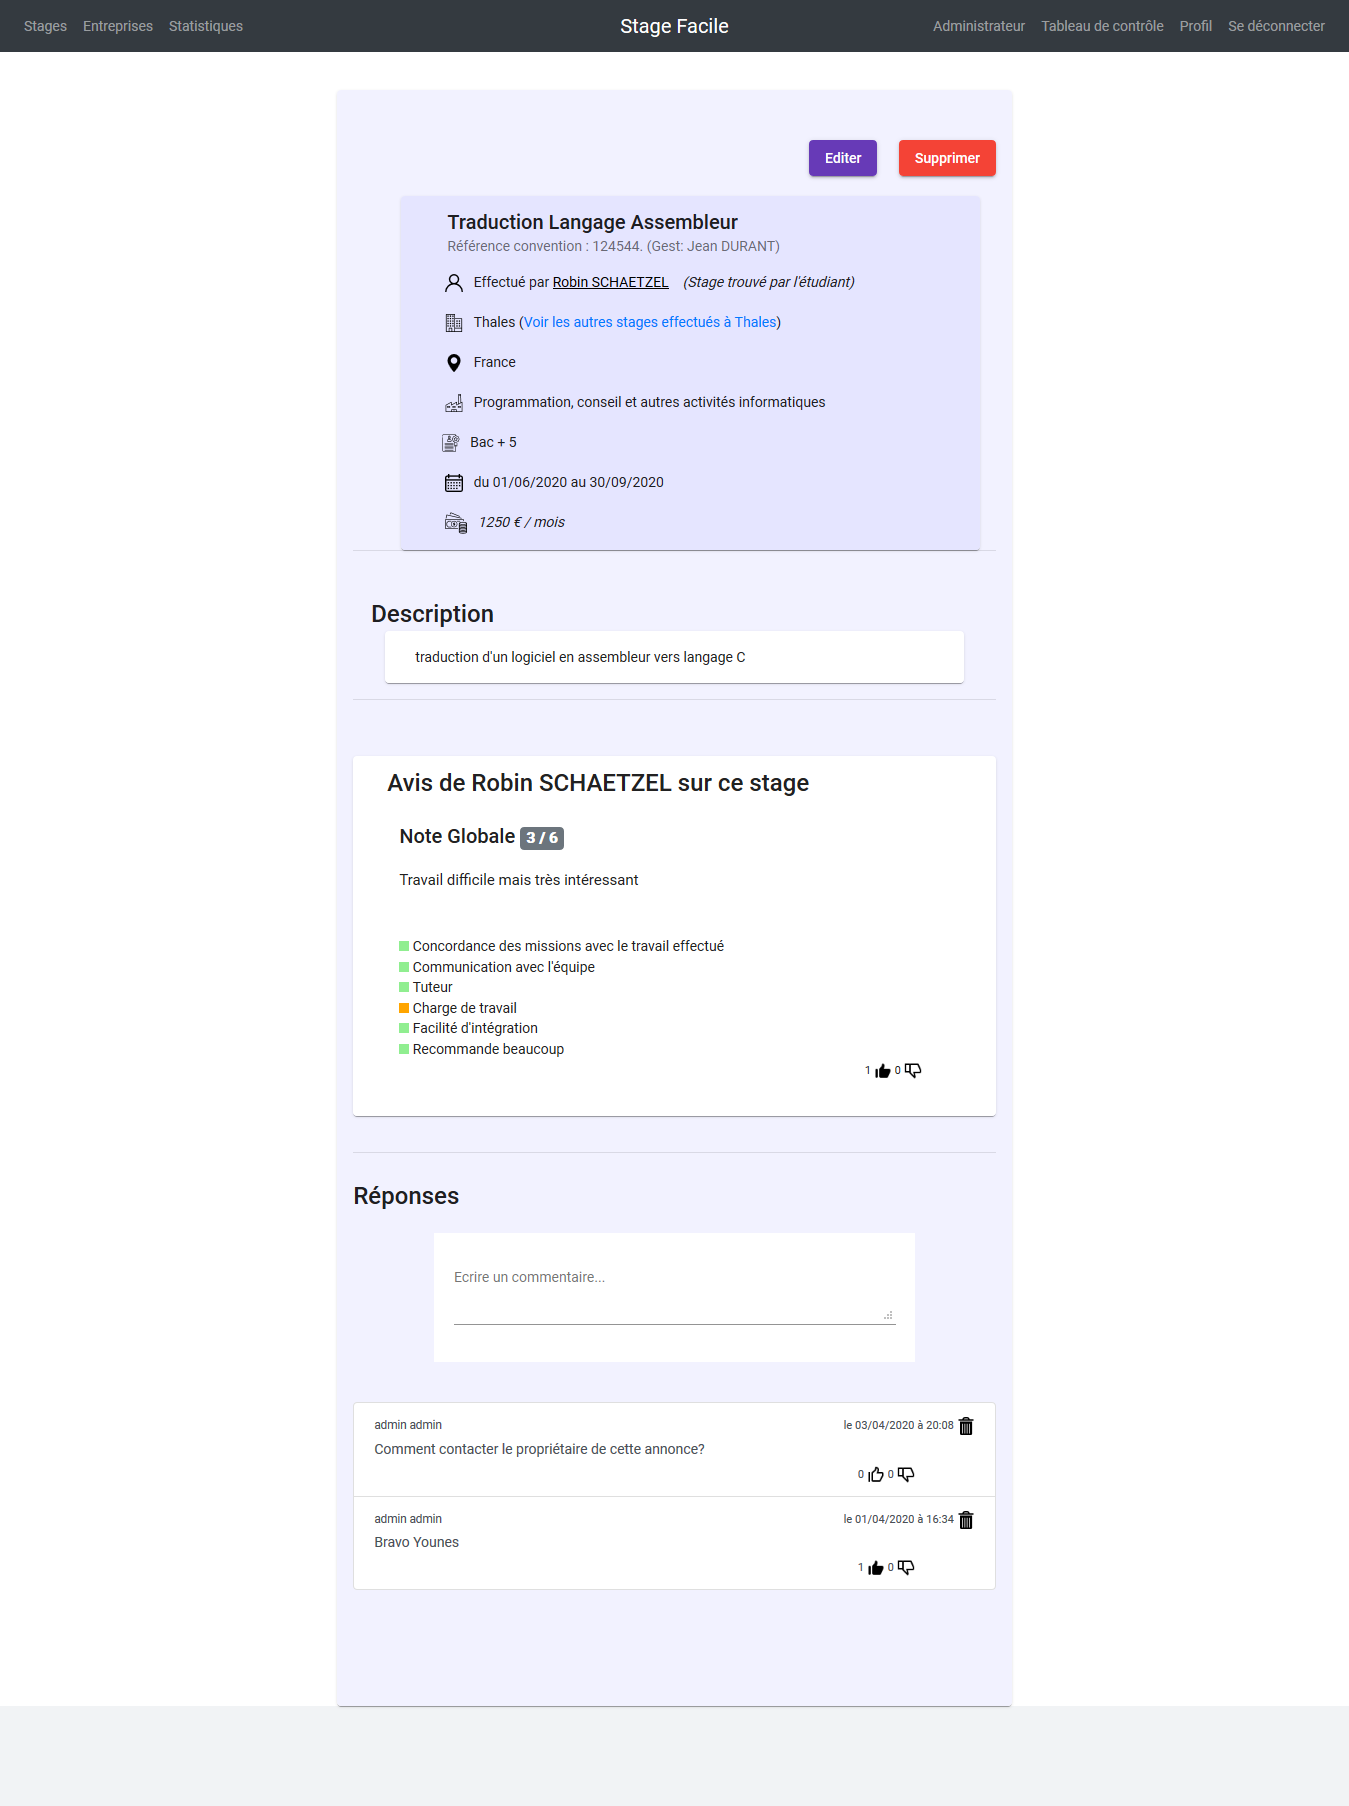 Stages Entreprises Statistiques Stage Facile Administrateur Tableau de contrôle Profil Se déconnecter
Editer Supprimer
Traduction Langage Assembleur
Référence convention : 124544. (Gest: Jean DURANT)
Effectué par Robin SCHAETZEL (Stage trouvé par l'étudiant)
Thales (Voir les autres stages effectués à Thales)
France
Programmation, conseil et autres activités informatiques
Bac + 5
du 01/06/2020 au 30/09/2020
1250 € / mois
Description
traduction d'un logiciel en assembleur vers langage C
Avis de Robin SCHAETZEL sur ce stage
Note Globale 3 / 6
Travail difficile mais très intéressant
Concordance des missions avec le travail effectué
Communication avec l'équipe
Tuteur
Charge de travail
Facilité d'intégration
Recommande beaucoup
1 0
Réponses
Ecrire un commentaire...
admin admin le 03/04/2020 à 20:08
Comment contacter le propriétaire de cette annonce?
0 0
admin admin le 01/04/2020 à 16:34
Bravo Younes
1 0